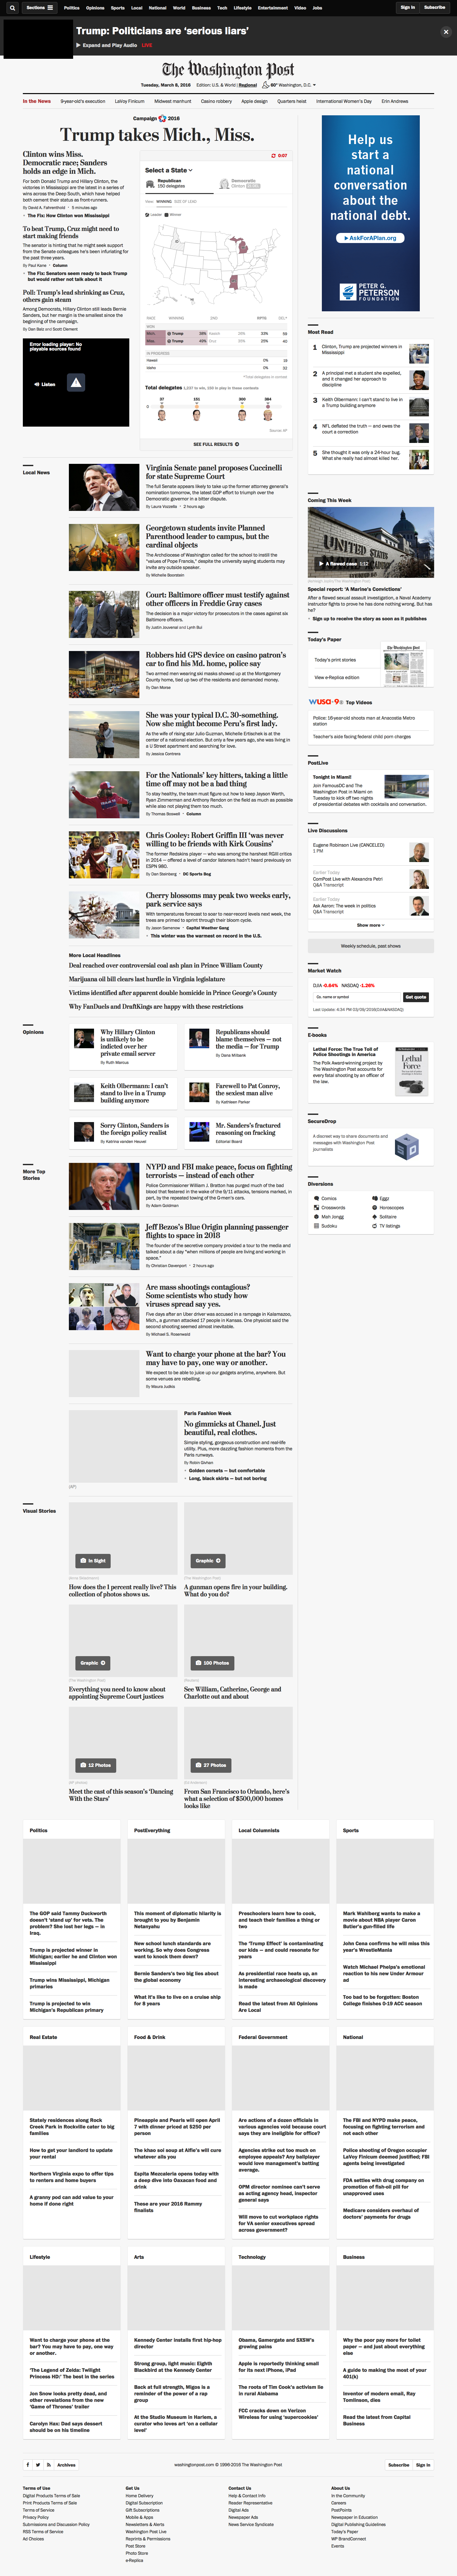 Sections
Politics
Opinions
Sports
Local
National
World
Business
Tech
Lifestyle
Entertainment
Video
Jobs
Sign In
Subscribe
Trump: Politicians are ‘serious liars’
Expand and Play Audio LIVE
The Washington Post
Tuesday, March 8, 2016
Edition: U.S. & World | Regional
60° Washington, D.C.
In the News
9-year-old's execution
LaVoy Finicum
Midwest manhunt
Casino robbery
Apple design
Quarters heist
International Women's Day
Erin Andrews
Campaign 2016
Trump takes Mich., Miss.
Clinton wins Miss.
Democratic race; Sanders
holds an edge in Mich.
For both Donald Trump and Hillary Clinton, the
victories in Mississippi are the latest in a series of
wins across the Deep South, which have helped
both cement their status as front-runners.
By David A. Fahrenthold • 5 minutes ago
The Fix: How Clinton won Mississippi
To beat Trump, Cruz might need to
start making friends
The senator is hinting that he might seek support
from the Senate colleagues he's been infuriating for
the past three years.
By Paul Kane • Column
The Fix: Senators seem ready to back Trump
but would rather not talk about it
Poll: Trump's lead shrinking as Cruz,
others gain steam
Among Democrats, Hillary Clinton still leads Bernie
Sanders, but her margin is the smallest since the
beginning of the campaign.
By Dan Balz and Scott Clement
Error loading player: No
playable sources found
Listen
0:07
Select a State
Republican
150 delegates
Democratic
View: WINNING SIZE OF LEAD
Leader Winner
RACE WINNING 2ND RPTG DEL.
WON
Mich. Trump
Miss. Trump
IN PROGRESS
Hawaii 0% 19
Idaho 0% 32
Total delegates
37 151 300 384
Source: AP
SEE FULL RESULTS
Help us
start a
national
conversation
about the
national debt.
AskForAPlan.org
PETER G.
PETERSON
FOUNDATION
Most Read
1 Clinton, Trump are projected winners in
Mississippi
2 A principal met a student she expelled,
and it changed her approach to
discipline
3 Keith Olbermann: I can't stand to live in
a Trump building anymore
4 NFL deflated the truth — and owes the
court a correction
5 She thought it was only a 24-hour bug.
What she really had almost killed her.
Local News
Virginia Senate panel proposes Cuccinelli
for state Supreme Court
The full Senate appears likely to take up the former attorney general's
nomination tomorrow, the latest GOP effort to trump the
Democratic governor in a bitter dispute.
By Laura Vozzella • 2 hours ago
Georgetown students invite Planned
Parenthood leader to campus, but the
cardinal objects
The Archdiocese of Washington called for the school to instill the
"values of Pope Francis," despite the university saying students may
invite any outside speaker.
By Michelle Boorstein
Court: Baltimore officer must testify against
other officers in Freddie Gray cases
The decision is a major victory for prosecutors in the cases against six
Baltimore officers.
By Justin Jouvenal and Lynh Bui
Robbers hid GPS device on casino patron's
car to find his Md. home, police say
Two armed men wearing ski masks showed up at the Montgomery
County home, tied up two of the residents and demanded money.
By Dan Morse
She was your typical D.C. 30-something.
Now she might become Peru's first lady.
As the wife of rising star Julio Guzman, Michelle Ertischek is at the
center of a national election. But only a few years ago, she was living in
a U Street apartment and searching for love.
By Jessica Contrera
For the Nationals' key hitters, taking a little
time off may not be a bad thing
To stay healthy, the team must figure out how to keep Jayson Werth,
Ryan Zimmerman and Anthony Rendon on the field as much as possible
while also not playing them too much.
By Thomas Boswell • Column
Chris Cooley: Robert Griffin III 'was never
willing to be friends with Kirk Cousins'
The former Redskins player — who was among the harshest RGIII critics
in 2014 — offered a level of candor listeners hadn't heard previously on
ESPN 980.
By Dan Steinberg • DC Sports Bog
Cherry blossoms may peak two weeks early,
park service says
With temperatures forecast to soar to near-record levels next week, the
trees are primed to sprint through their bloom cycle.
By Jason Samenow • Capital Weather Gang
This winter was the warmest on record in the U.S.
More Local Headlines
Deal reached over controversial coal ash plan in Prince William County
Marijuana oil bill clears last hurdle in Virginia legislature
Victims identified after apparent double homicide in Prince George's County
Why FanDuels and DraftKings are happy with these restrictions
Coming This Week
A flawed case 1:12
Special report: 'A Marine's Convictions'
After a flawed sexual assault investigation, a Naval Academy
instructor fights to prove he has done nothing wrong. But has
he?
Sign up to receive the story as soon as it publishes
Today's Paper
Today's print stories
View e-Replica edition
WUSA 9 Top Videos
Police: 16-year-old shoots man at Anacostia Metro
station
Teacher's aide facing federal child porn charges
PostLive
Tonight in Miami!
Join FamousDC and The
Washington Post in Miami on
Tuesday to kick off two nights
of presidential debates with cocktails and conversation.
Live Discussions
Eugene Robinson Live (CANCELED)
1 PM
Earlier Today
ComPost Live with Alexandra Petri
Q&A Transcript
Earlier Today
Ask Aaron: The week in politics
Q&A Transcript
Show more
Weekly schedule, past shows
Market Watch
DJIA -0.64% NASDAQ -1.26%
Co. name or symbol
Get quote
Last Update: 4:34 PM 03/08/2016(DJIA&NASDAQ)
E-books
Lethal Force: The True Toll of
Police Shootings in America
The Polk Award-winning project by
The Washington Post accounts for
every fatal shooting by an officer of
the law.
Lethal
Force
SecureDrop
A discreet way to share documents and
messages with Washington Post
journalists
Diversions
Comics
Eggz
Crosswords
Horoscopes
Mah Jongg
Solitaire
Sudoku
TV listings
Opinions
Why Hillary Clinton
is unlikely to be
indicted over her
private email server
By Ruth Marcus
Republicans should
blame themselves — not
the media — for Trump
By Dana Milbank
Keith Olbermann: I can't
stand to live in a Trump
building anymore
Farewell to Pat Conroy,
the sexiest man alive
By Kathleen Parker
Sorry Clinton, Sanders is
the foreign policy realist
By Katrina vanden Heuvel
Mr. Sanders's fractured
reasoning on fracking
Editorial Board
More Top
Stories
NYPD and FBI make peace, focus on fighting
terrorists — instead of each other
Police Commissioner William J. Bratton has purged much of the bad
blood that festered in the wake of the 9/11 attacks, tensions marked, in
part, by the repeated towing of the G-men's cars.
By Adam Goldman
Jeff Bezos's Blue Origin planning passenger
flights to space in 2018
The founder of the secretive company provided a tour to the media and
talked about a day "when millions of people are living and working in
space."
By Christian Davenport • 2 hours ago
Are mass shootings contagious?
Some scientists who study how
viruses spread say yes.
Five days after an Uber driver was accused in a rampage in Kalamazoo,
Mich., a gunman attacked 17 people in Kansas. One physicist said the
second shooting seemed almost inevitable.
By Michael S. Rosenwald
Want to charge your phone at the bar? You
may have to pay, one way or another.
We expect to be able to juice up our gadgets anytime, anywhere. But
some venues are rebelling.
By Maura Judkis
Paris Fashion Week
No gimmicks at Chanel. Just
beautiful, real clothes.
Simple styling, gorgeous construction and real-life
utility. Plus, more dazzling fashion moments from the
Paris runways.
By Robin Givhan
Golden corsets — but comfortable
Long, black skirts — but not boring
(AP)
Visual Stories
In Sight
Graphic
(The Washington Post)
How does the 1 percent really live? This
collection of photos shows us.
A gunman opens fire in your building.
What do you do?
Graphic
100 Photos
(The Washington Post)
(Reuters)
Everything you need to know about
appointing Supreme Court justices
See William, Catherine, George and
Charlotte out and about
12 Photos
27 Photos
Meet the cast of this season's 'Dancing
With the Stars'
From San Francisco to Orlando, here's
what a selection of $500,000 homes
looks like
Politics
The GOP said Tammy Duckworth
doesn't 'stand up' for vets. The
problem? She lost her legs — in
Iraq.
Trump is projected winner in
Michigan; earlier he and Clinton won
Mississippi
Trump wins Mississippi, Michigan
primaries
Trump is projected to win
Michigan's Republican primary
PostEverything
This moment of diplomatic hilarity is
brought to you by Benjamin
Netanyahu
New school lunch standards are
working. So why does Congress
want to knock them down?
Bernie Sanders's two big lies about
the global economy
What it's like to live on a cruise ship
for 8 years
Local Columnists
Preschoolers learn how to cook,
and teach their families a thing or
two
The 'Trump Effect' is contaminating
our kids — and could resonate for
years
As presidential race heats up, an
interesting archaeological discovery
is made
Read the latest from All Opinions
Are Local
Sports
Mark Wahlberg wants to make a
movie about NBA player Caron
Butler's gun-filled life
John Cena confirms he will miss this
year's WrestleMania
Watch Michael Phelps's emotional
reaction to his new Under Armour
ad
Too bad to be forgotten: Boston
College finishes 0-19 ACC season
Real Estate
Stately residences along Rock
Creek Park in Rockville cater to big
families
How to get your landlord to update
your rental
Northern Virginia expo to offer tips
to renters and home buyers
A granny pod can add value to your
home if done right
Food & Drink
Pineapple and Pearls will open April
7 with dinner priced at $250 per
person
The khao soi soup at Alfie's will cure
whatever ails you
Espita Mezcaleria opens today with
a deep dive into Oaxacan food and
drink
These are your 2016 Rammy
finalists
Federal Government
Are actions of a dozen officials in
various agencies void because court
says they are ineligible for office?
Agencies strike out too much on
employee appeals? Any ballplayer
would love management's batting
average.
OPM director nominee can't serve
as acting agency head, inspector
general says
Will move to cut workplace rights
for VA senior executives spread
across government?
National
The FBI and NYPD make peace,
focusing on fighting terrorism and
not each other
Police shooting of Oregon occupier
LaVoy Finicum deemed justified; FBI
agents being investigated
FDA settles with drug company on
promotion of fish-oil pill for
unapproved uses
Medicare considers overhaul of
doctors' payments for drugs
Lifestyle
Want to charge your phone at the
bar? You may have to pay, one way
or another.
'The Legend of Zelda: Twilight
Princess HD:' The best in the series
Jon Snow looks pretty dead, and
other revelations from the new
'Game of Thrones' trailer
Carolyn Hax: Dad says dessert
should be on his timeline
Arts
Kennedy Center installs first hip-hop
director
Strong group, light music: Eighth
Blackbird at the Kennedy Center
Back at full strength, Migos is a
reminder of the power of a rap
group
At the Studio Museum in Harlem, a
curator who loves art 'on a cellular
level'
Technology
Obama, Gamergate and SXSW's
growing pains
Apple is reportedly thinking small
for its next iPhone, iPad
The roots of Tim Cook's activism lie
in rural Alabama
FCC cracks down on Verizon
Wireless for using 'supercookies'
Business
Why the poor pay more for toilet
paper — and just about everything
else
A guide to making the most of your
401(k)
Inventor of modern email, Ray
Tomlinson, dies
Read the latest from Capital
Business
Archives
washingtonpost.com © 1996-2016 The Washington Post
Subscribe
Sign In
Terms of Use
Digital Products Terms of Sale
Print Products Terms of Sale
Terms of Service
Privacy Policy
Submissions and Discussion Policy
RSS Terms of Service
Ad Choices
Get Us
Home Delivery
Digital Subscription
Gift Subscriptions
Mobile & Apps
Newsletters & Alerts
Washington Post Live
Reprints & Permissions
Post Store
Photo Store
e-Replica
Contact Us
Help & Contact Info
Reader Representative
Digital Ads
Newspaper Ads
News Service Syndicate
About Us
In the Community
Careers
PostPoints
Newspaper in Education
Digital Publishing Guidelines
Today's Paper
WP BrandConnect
Events